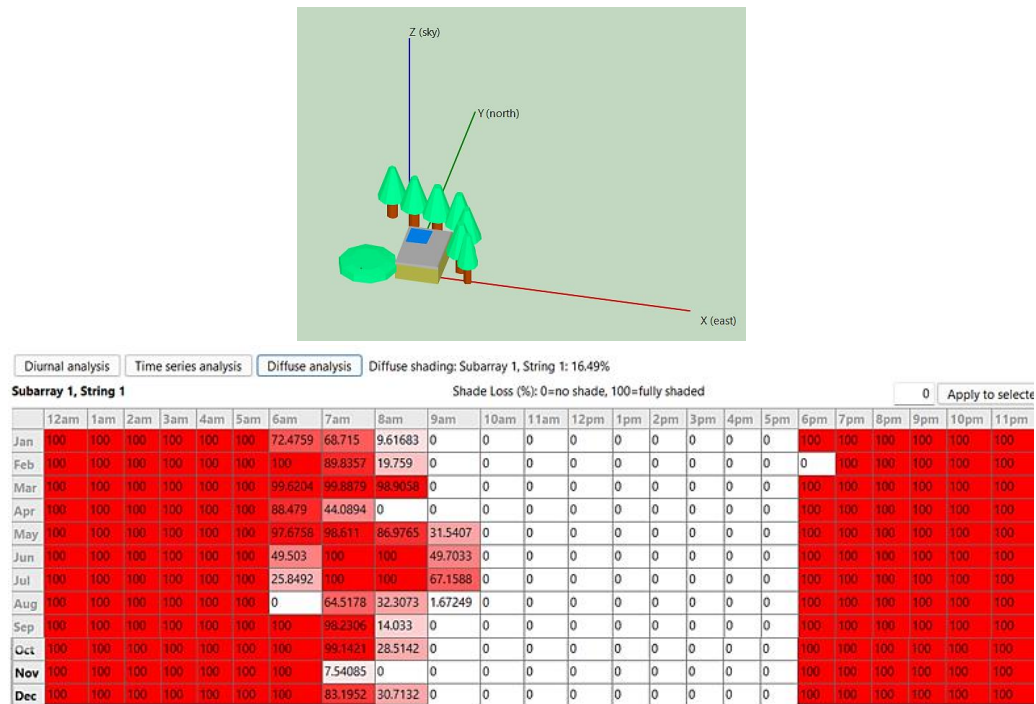 Z (sky)
Y (north)
X (east)
Diurnal analysis Time series analysis Diffuse analysis Diffuse shading: Subarray 1, String 1: 16.49%
Subarray 1, String 1 Shade Loss (%): 0=no shade, 100=fully shaded 0 Apply to selecte
12am 1am 2am 3am 4am 5am 6am 7am 8am 9am 10am 11am 12pm 1pm 2pm 3pm 4pm 5pm 6pm 7pm 8pm 9pm 10pm 11pm
Jan 100 100 100 100 100 100 72.4759 68.715 9.61683 0 0 0 0 0 0 0 0 0 100 100 100 100 100 100
Feb 100 100 100 100 100 100 100 89.8357 19.759 0 0 0 0 0 0 0 0 0 0 100 100 100 100 100
Mar 100 100 100 100 100 100 99.6204 99.8879 98.9058 0 0 0 0 0 0 0 0 0 100 100 100 100 100 100
Apr 100 100 100 100 100 100 88.479 44.0894 0 0 0 0 0 0 0 0 0 0 100 100 100 100 100 100
May 100 100 100 100 100 100 97.6758 98.611 86.9765 31.5407 0 0 0 0 0 0 0 0 100 100 100 100 100 100
Jun 100 100 100 100 100 100 49.503 100 100 49.7033 0 0 0 0 0 0 0 0 100 100 100 100 100 100
Jul 100 100 100 100 100 100 25.8492 100 100 67.1588 0 0 0 0 0 0 0 0 100 100 100 100 100 100
Aug 100 100 100 100 100 100 0 64.5178 32.3073 1.67249 0 0 0 0 0 0 0 0 100 100 100 100 100 100
Sep 100 100 100 100 100 100 100 98.2306 14.033 0 0 0 0 0 0 0 0 0 100 100 100 100 100 100
Oct 100 100 100 100 100 100 100 99.1421 28.5142 0 0 0 0 0 0 0 0 0 100 100 100 100 100 100
Nov 100 100 100 100 100 100 100 7.54085 0 0 0 0 0 0 0 0 0 0 100 100 100 100 100 100
Dec 100 100 100 100 100 100 100 83.1952 30.7132 0 0 0 0 0 0 0 0 0 100 100 100 100 100 100